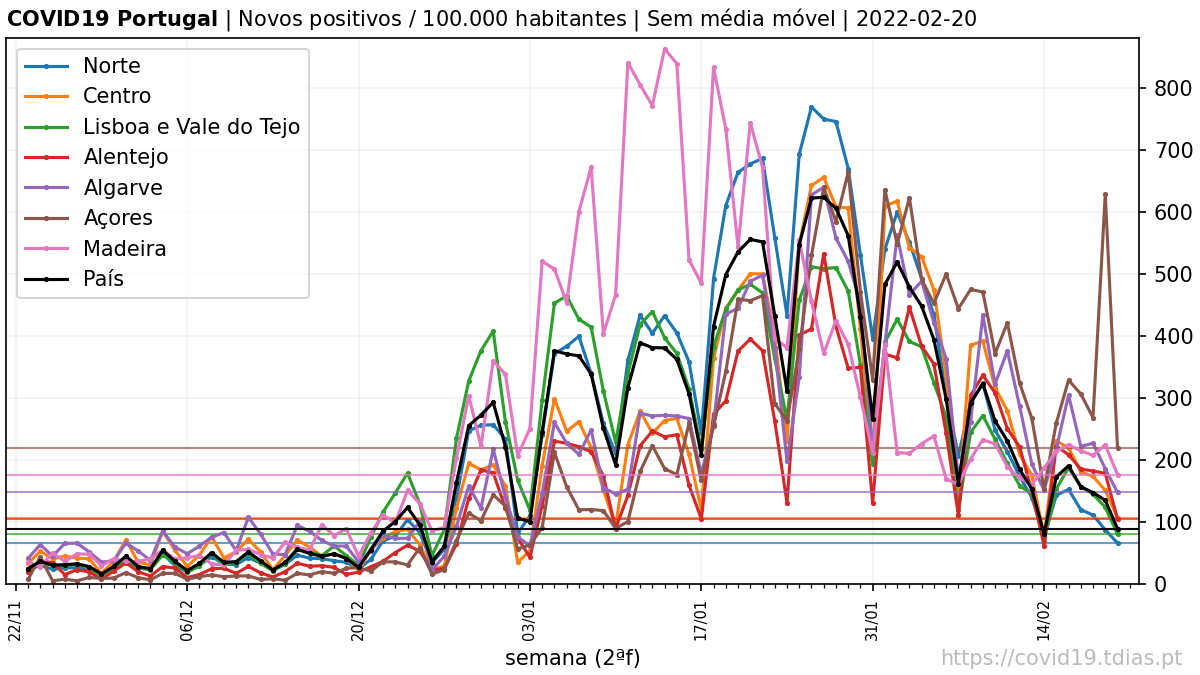 COVID19 Portugal | Novos positivos / 100.000 habitantes | Sem média móvel | 2022-02-20
Norte
Centro
Lisboa e Vale do Tejo
Alentejo
Algarve
Açores
Madeira
País
800
700
600
500
400
300
200
100
0
22/11
06/12
20/12
03/01
17/01
31/01
14/02
semana (2ªf)
https://covid19.tdias.pt